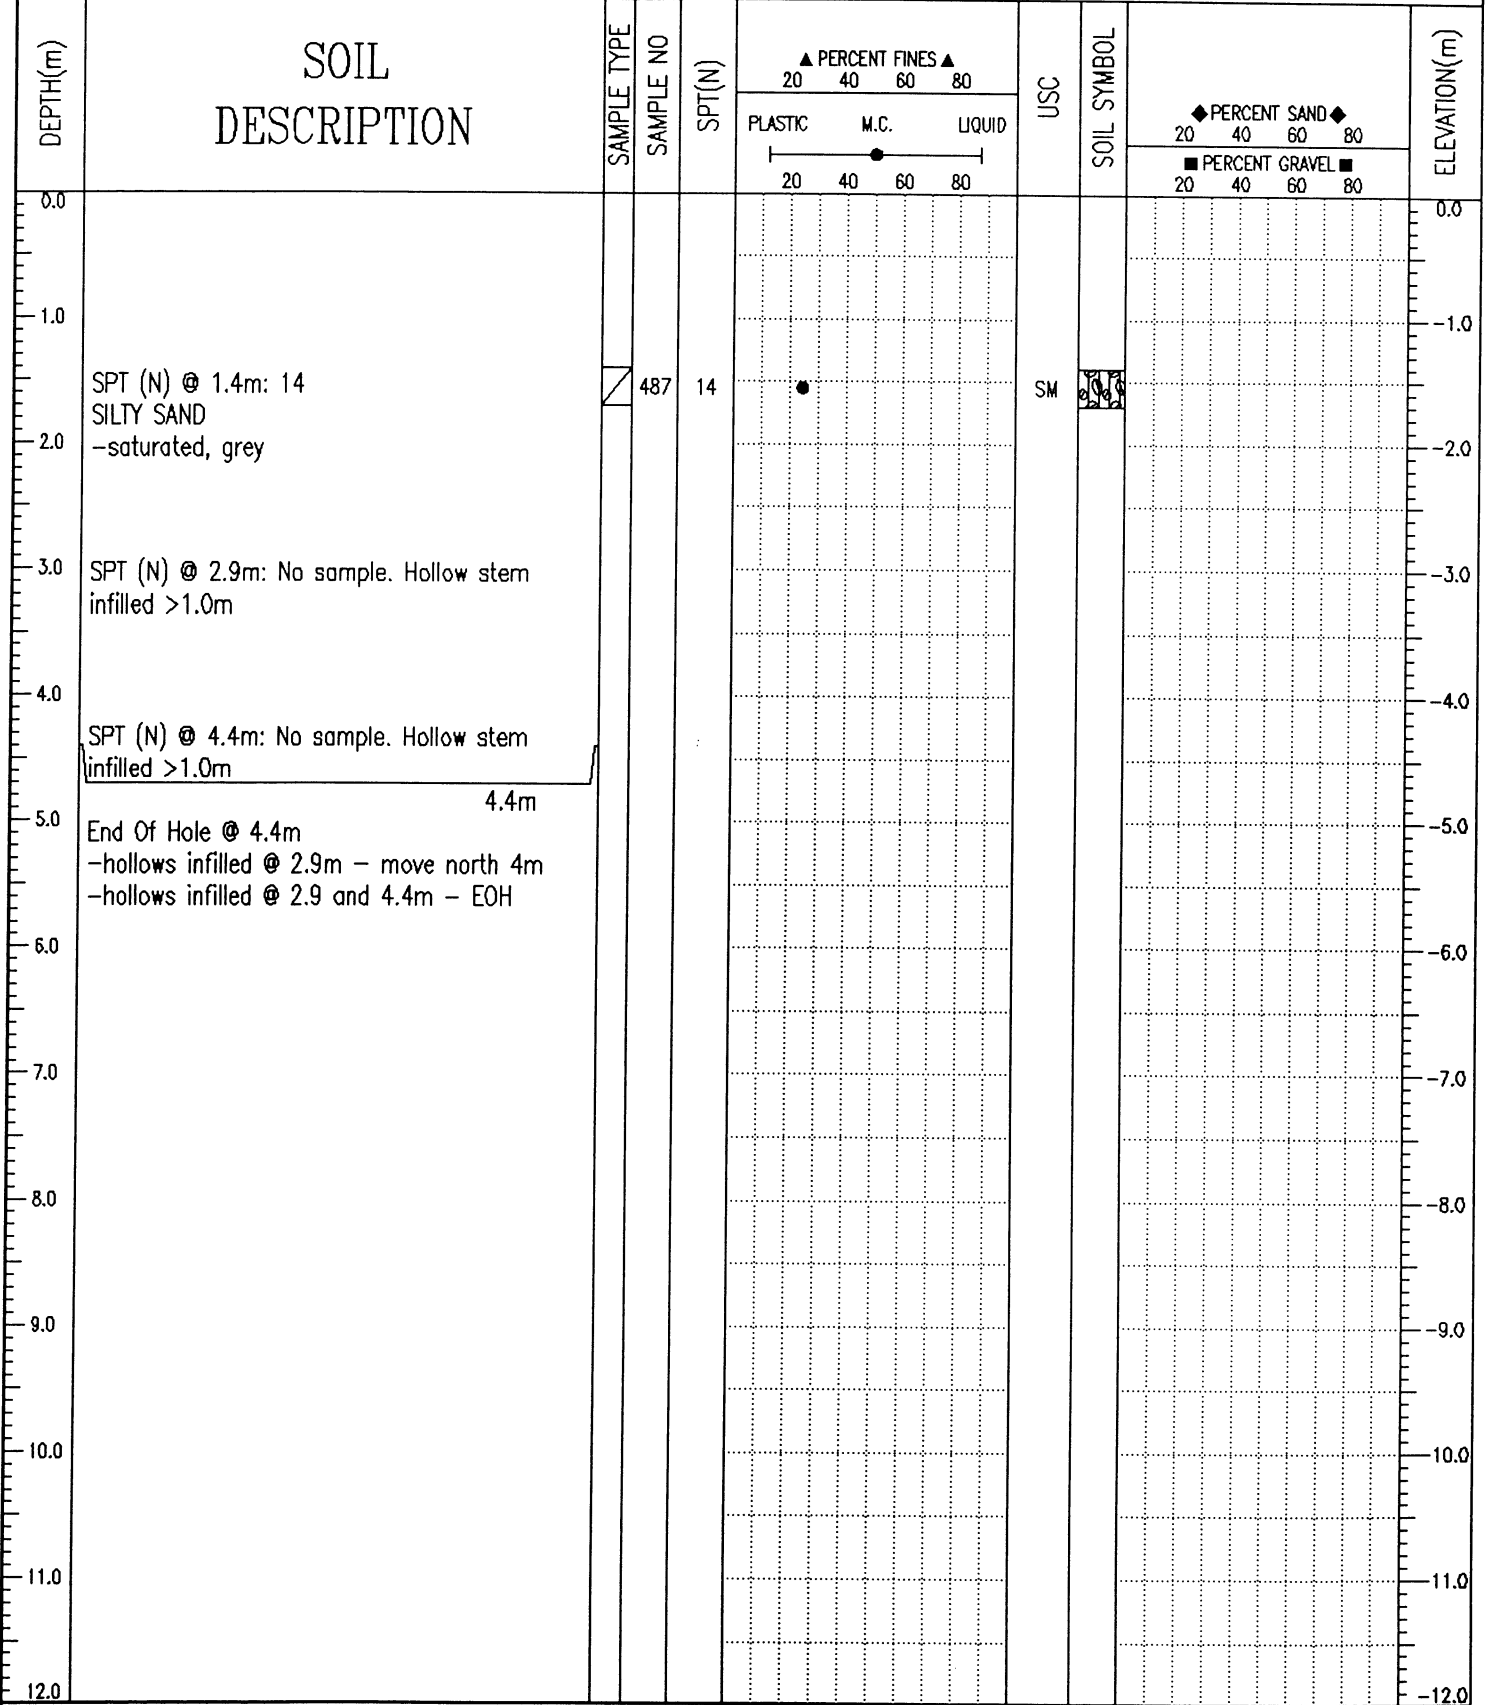 DEPTH(m)
SOIL
DESCRIPTION
SAMPLE TYPE
SAMPLE NO
SPT(N)
▲ PERCENT FINES ▲
20 40 60 80
PLASTIC M.C. LIQUID
20 40 60 80
USC
SOIL SYMBOL
◆PERCENT SAND◆
20 40 60 80
■ PERCENT GRAVEL ■
20 40 60 80
ELEVATION(m)
0.0
1.0
2.0
3.0
4.0
5.0
6.0
7.0
8.0
9.0
10.0
11.0
12.0
SPT (N) @ 1.4m: 14
SILTY SAND
-saturated, grey
487 14 SM
SPT (N) @ 2.9m: No sample. Hollow stem
infilled >1.0m
SPT (N) @ 4.4m: No sample. Hollow stem
infilled >1.0m
4.4m
End Of Hole @ 4.4m
-hollows infilled @ 2.9m - move north 4m
-hollows infilled @ 2.9 and 4.4m - EOH
0.0
-1.0
-2.0
-3.0
-4.0
-5.0
-6.0
-7.0
-8.0
-9.0
-10.0
-11.0
-12.0